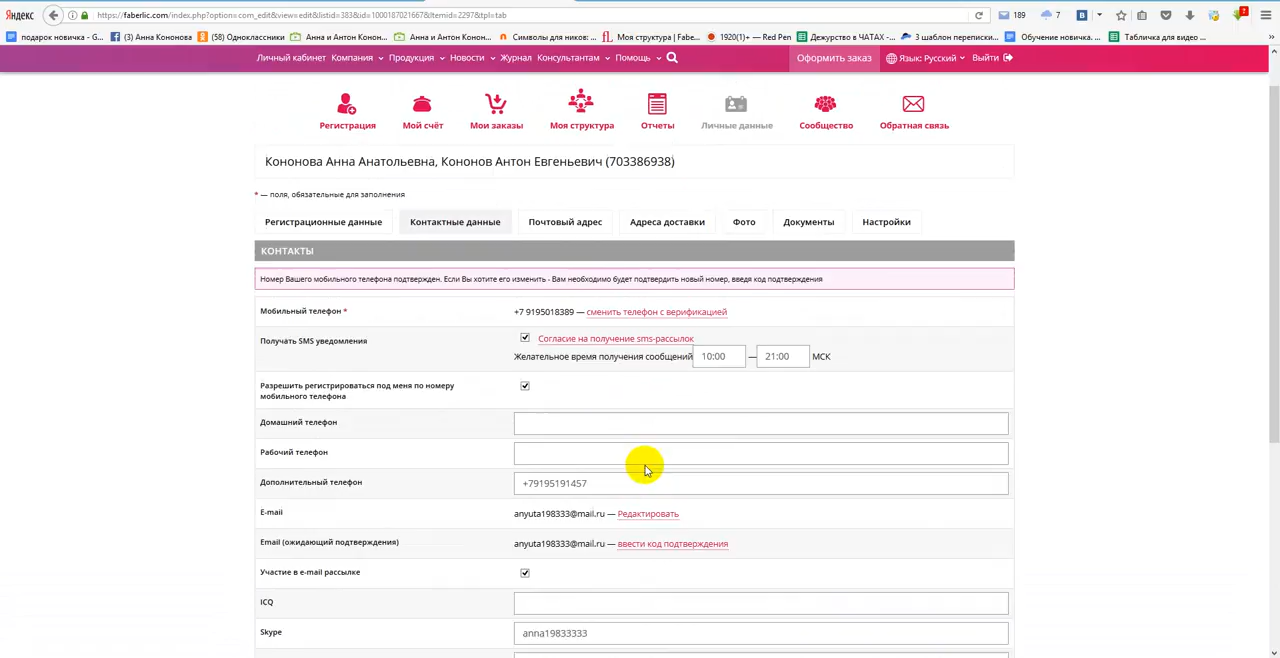 Яндекс https://faberlic.com/index.php?option=com_edit&view=edit&listid=383&id=1000187021667&Itemid=2297&tpl=tab 189 7 B 7
подарок новичка - G... (3) Анна Кононова (58) Одноклассники Анна и Антон Конон... Анна и Антон Конон... Символы для ников: ... Моя структура | Fabe... 1920(1)+ — Red Pen Дежурство в ЧАТАХ -... 3 шаблон переписки... Обучение новичка. ... Табличка для видео ... »
Личный кабинет Компания Продукция Новости Журнал Консультантам Помощь Оформить заказ Язык: Русский Выйти
Регистрация Мой счёт Мои заказы Моя структура Отчеты Личные данные Сообщество Обратная связь
Кононова Анна Анатольевна, Кононов Антон Евгеньевич (703386938)
* — поля, обязательные для заполнения
Регистрационные данные Контактные данные Почтовый адрес Адреса доставки Фото Документы Настройки
КОНТАКТЫ
Номер Вашего мобильного телефона подтвержден. Если Вы хотите его изменить - Вам необходимо будет подтвердить новый номер, введя код подтверждения
Мобильный телефон * +7 9195018389 — сменить телефон с верификацией
Получать SMS уведомления Согласие на получение sms-рассылок
Желательное время получения сообщений 10:00 — 21:00 МСК
Разрешить регистрироваться под меня по номеру
мобильного телефона
Домашний телефон
Рабочий телефон
Дополнительный телефон +79195191457
E-mail anyuta198333@mail.ru — Редактировать
Email (ожидающий подтверждения) anyuta198333@mail.ru — ввести код подтверждения
Участие в e-mail рассылке
ICQ
Skype anna19833333